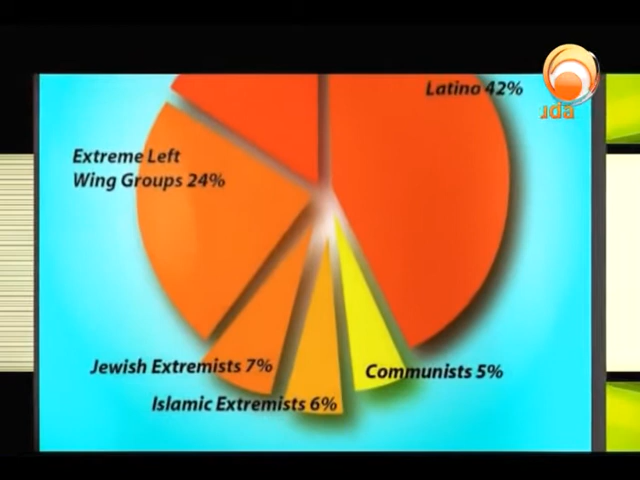 Latino 42%
Extreme Left
Wing Groups 24%
Jewish Extremists 7%
Communists 5%
Islamic Extremists 6%